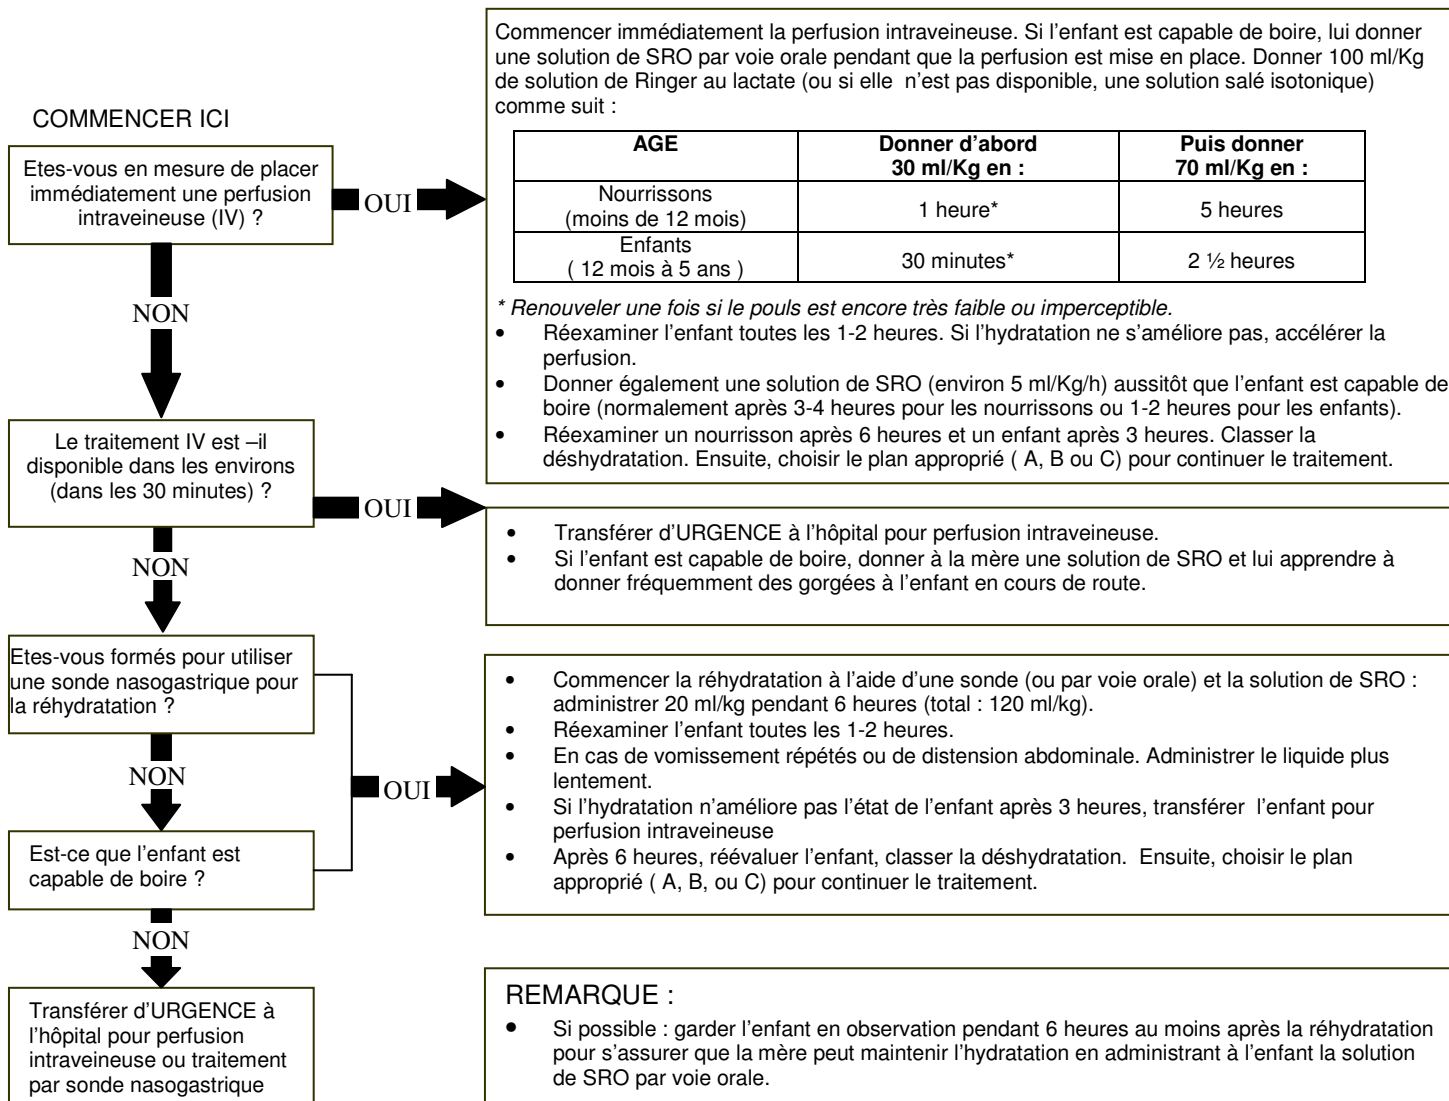 Commencer immédiatement la perfusion intraveineuse. Si l'enfant est capable de boire, lui donner
une solution de SRO par voie orale pendant que la perfusion est mise en place. Donner 100 ml/Kg
de solution de Ringer au lactate (ou si elle n'est pas disponible, une solution salé isotonique)
comme suit :
COMMENCER ICI
Etes-vous en mesure de placer
immédiatement une perfusion
intraveineuse (IV) ?
OUI
AGE
Donner d'abord
30 ml/Kg en :
Puis donner
70 ml/Kg en :
Nourrissons
(moins de 12 mois)
1 heure*
5 heures
Enfants
( 12 mois à 5 ans )
30 minutes*
2 ½ heures
* Renouveler une fois si le pouls est encore très faible ou imperceptible.
• Réexaminer l'enfant toutes les 1-2 heures. Si l'hydratation ne s'améliore pas, accélérer la
perfusion.
• Donner également une solution de SRO (environ 5 ml/Kg/h) aussitôt que l'enfant est capable de
boire (normalement après 3-4 heures pour les nourrissons ou 1-2 heures pour les enfants).
• Réexaminer un nourrisson après 6 heures et un enfant après 3 heures. Classer la
déshydratation. Ensuite, choisir le plan approprié ( A, B ou C) pour continuer le traitement.
NON
Le traitement IV est –il
disponible dans les environs
(dans les 30 minutes) ?
OUI
• Transférer d'URGENCE à l'hôpital pour perfusion intraveineuse.
• Si l'enfant est capable de boire, donner à la mère une solution de SRO et lui apprendre à
donner fréquemment des gorgées à l'enfant en cours de route.
NON
Etes-vous formés pour utiliser
une sonde nasogastrique pour
la réhydratation ?
NON
OUI
• Commencer la réhydratation à l'aide d'une sonde (ou par voie orale) et la solution de SRO :
administrer 20 ml/kg pendant 6 heures (total : 120 ml/kg).
• Réexaminer l'enfant toutes les 1-2 heures.
• En cas de vomissement répétés ou de distension abdominale. Administrer le liquide plus
lentement.
• Si l'hydratation n'améliore pas l'état de l'enfant après 3 heures, transférer l'enfant pour
perfusion intraveineuse
• Après 6 heures, réévaluer l'enfant, classer la déshydratation. Ensuite, choisir le plan
approprié ( A, B, ou C) pour continuer le traitement.
Est-ce que l'enfant est
capable de boire ?
NON
Transférer d'URGENCE à
l'hôpital pour perfusion
intraveineuse ou traitement
par sonde nasogastrique
REMARQUE :
• Si possible : garder l'enfant en observation pendant 6 heures au moins après la réhydratation
pour s'assurer que la mère peut maintenir l'hydratation en administrant à l'enfant la solution
de SRO par voie orale.